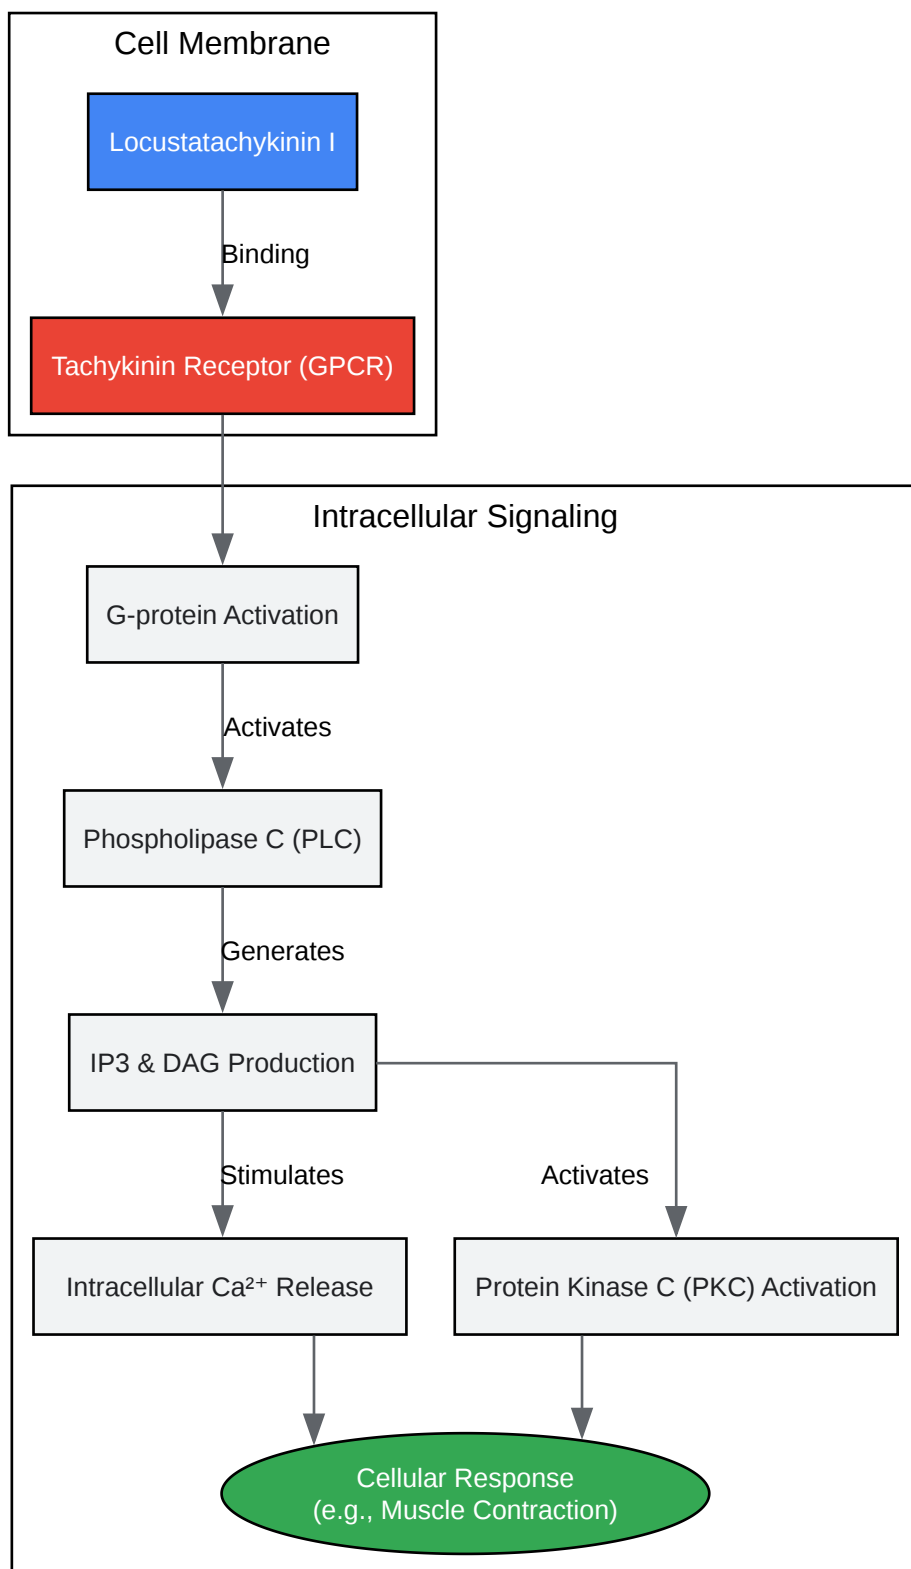 Cell Membrane
Locustatachykinin I
Binding
Tachykinin Receptor (GPCR)
Intracellular Signaling
G-protein Activation
Activates
Phospholipase C (PLC)
Generates
IP3 & DAG Production
Stimulates
Activates
Intracellular Ca²⁺ Release
Protein Kinase C (PKC) Activation
Cellular Response
(e.g., Muscle Contraction)